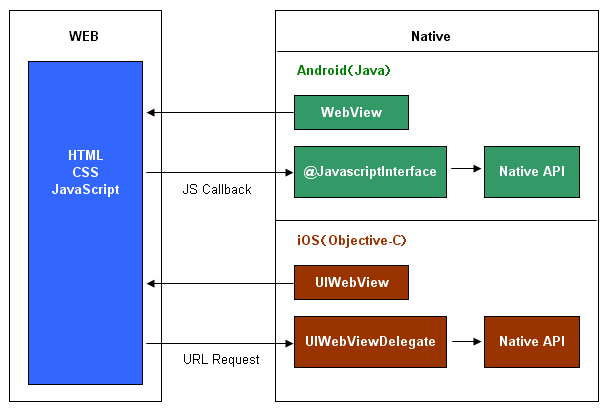 WEB
HTML
CSS
JavaScript
JS Callback
URL Request
Native
Android(Java)
WebView
@JavascriptInterface
Native API
iOS(Objective-C)
UIWebView
UIWebViewDelegate
Native API